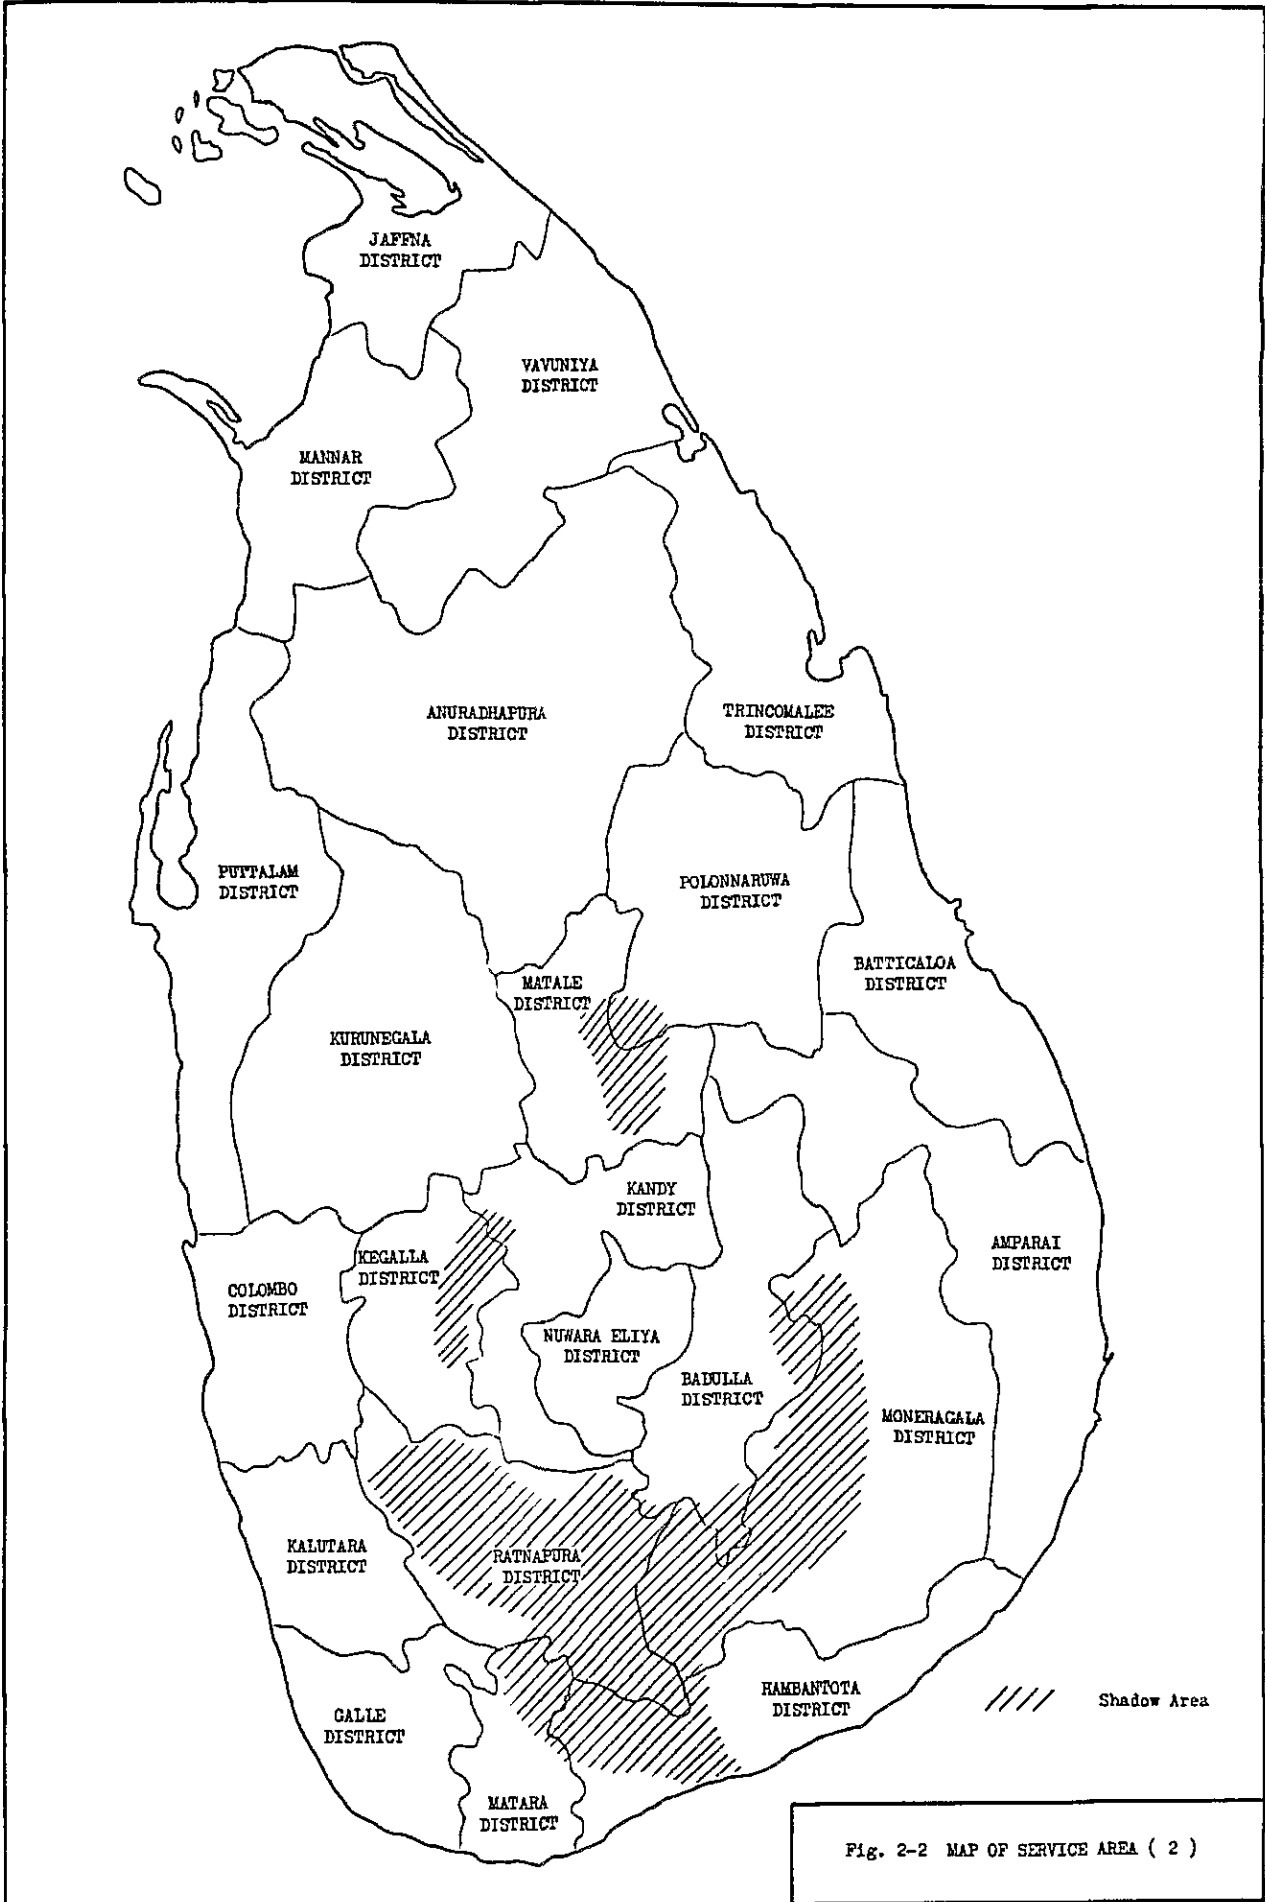 JAFFNA
DISTRICT
VAVUNIYA
DISTRICT
MANNAR
DISTRICT
ANURADHAPURA
DISTRICT
TRINCOMALEE
DISTRICT
PUTTALAM
DISTRICT
POLONNARUWA
DISTRICT
BATTICALOA
DISTRICT
MATALE
DISTRICT
KURUNEGALA
DISTRICT
KANDY
DISTRICT
AMPARAI
DISTRICT
KEGALLA
DISTRICT
COLOMBO
DISTRICT
NUWARA ELIYA
DISTRICT
BADULLA
DISTRICT
MONERAGALA
DISTRICT
KALUTARA
DISTRICT
RATNAPURA
DISTRICT
HAMBANTOTA
DISTRICT
Shadow Area
GALLE
DISTRICT
MATARA
DISTRICT
Fig. 2-2 MAP OF SERVICE AREA ( 2 )